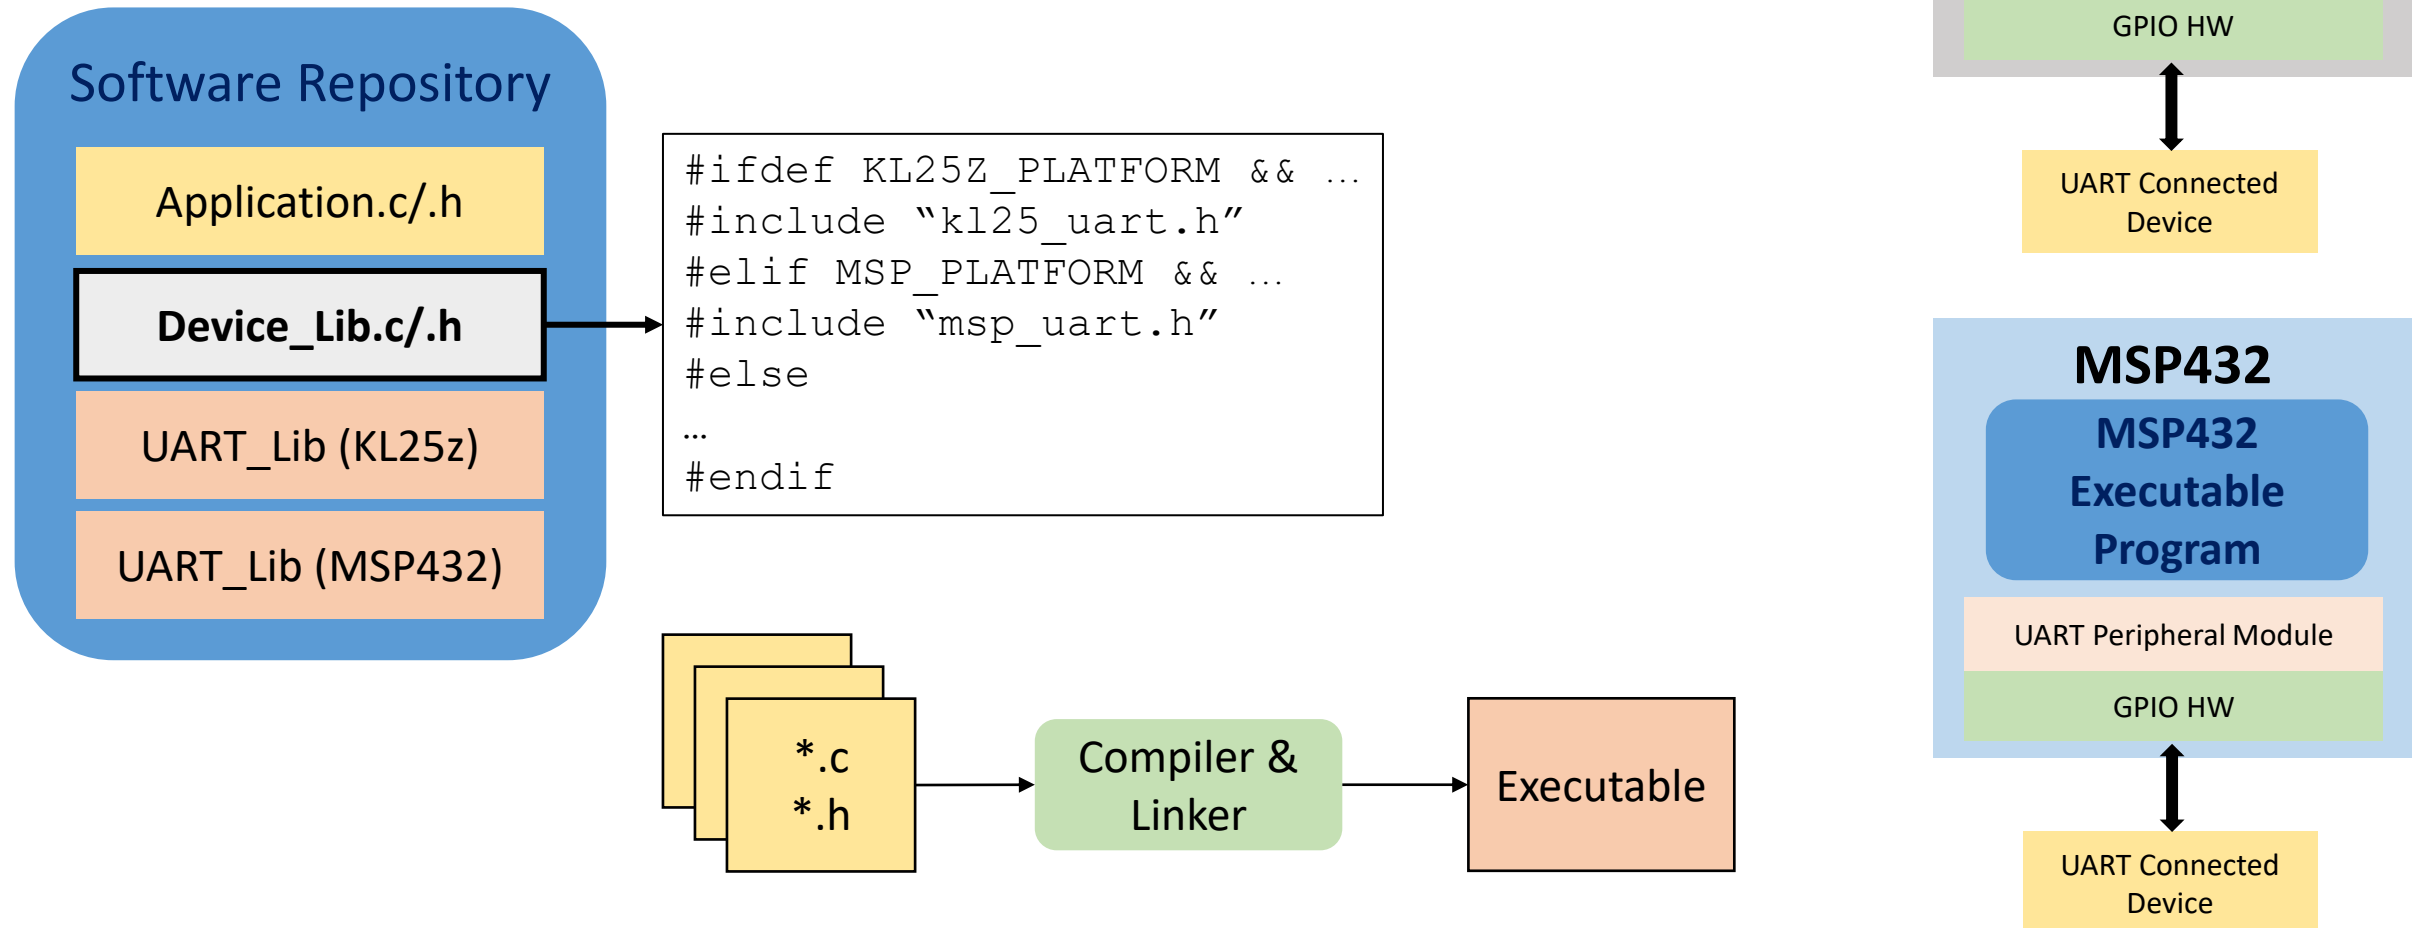 Software Repository
Application.c/.h
Device_Lib.c/.h
UART_Lib (KL25z)
UART_Lib (MSP432)
#ifdef KL25Z_PLATFORM && …
#include “kl25_uart.h”
#elif MSP_PLATFORM && …
#include “msp_uart.h”
#else
…
#endif
*.c
*.h
Compiler &
Linker
Executable
GPIO HW
UART Connected
Device
MSP432
MSP432
Executable
Program
UART Peripheral Module
GPIO HW
UART Connected
Device